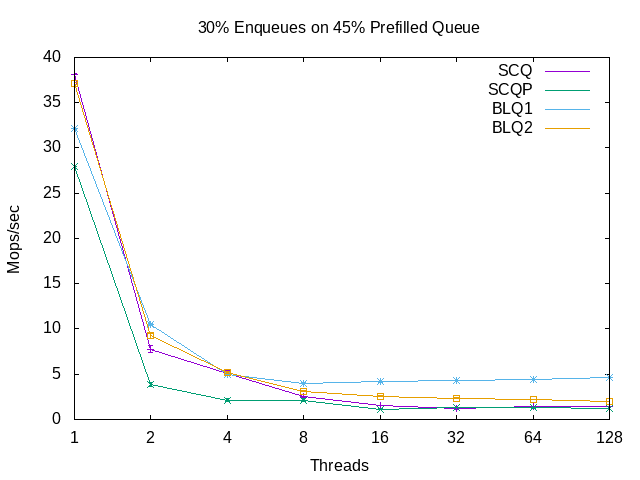 30% Enqueues on 45% Prefilled Queue
40
35
30
25
20
15
10
5
0
Mops/sec
SCQ
SCQP
BLQ1
BLQ2
1 2 4 8 16 32 64 128
Threads